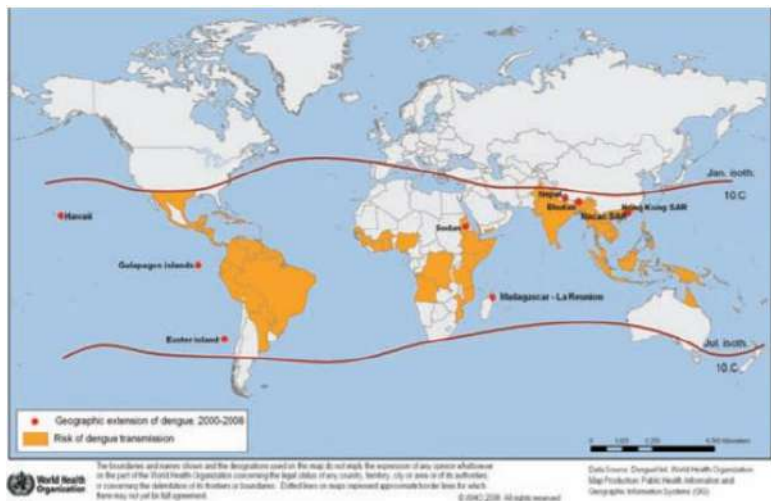 Jan. isoth.
10.C
Nepal
Bhutan
Hong Kong SAR
Macau SAR
Hawaii
Sudan
Galapagos islands
Madagascar - La Reunion
Easter island
Jul. isoth.
10.C
Geographic extension of dengue, 2000-2006
Risk of dengue transmission
World Health
Organization
The boundaries and names shown and the designations used on this map do not imply the expression of any opinion whatsoever
on the part of the World Health Organization concerning the legal status of any country, territory, city or area or of its authorities,
or concerning the delimitation of its frontiers or boundaries. Dotted lines on maps represent approximate border lines for which
there may not yet be full agreement.
© WHO 2008. All rights reserved
Data Source: DengueNet, World Health Organization
Map Production: Public Health Information and
Geographic Information Systems (GIS)